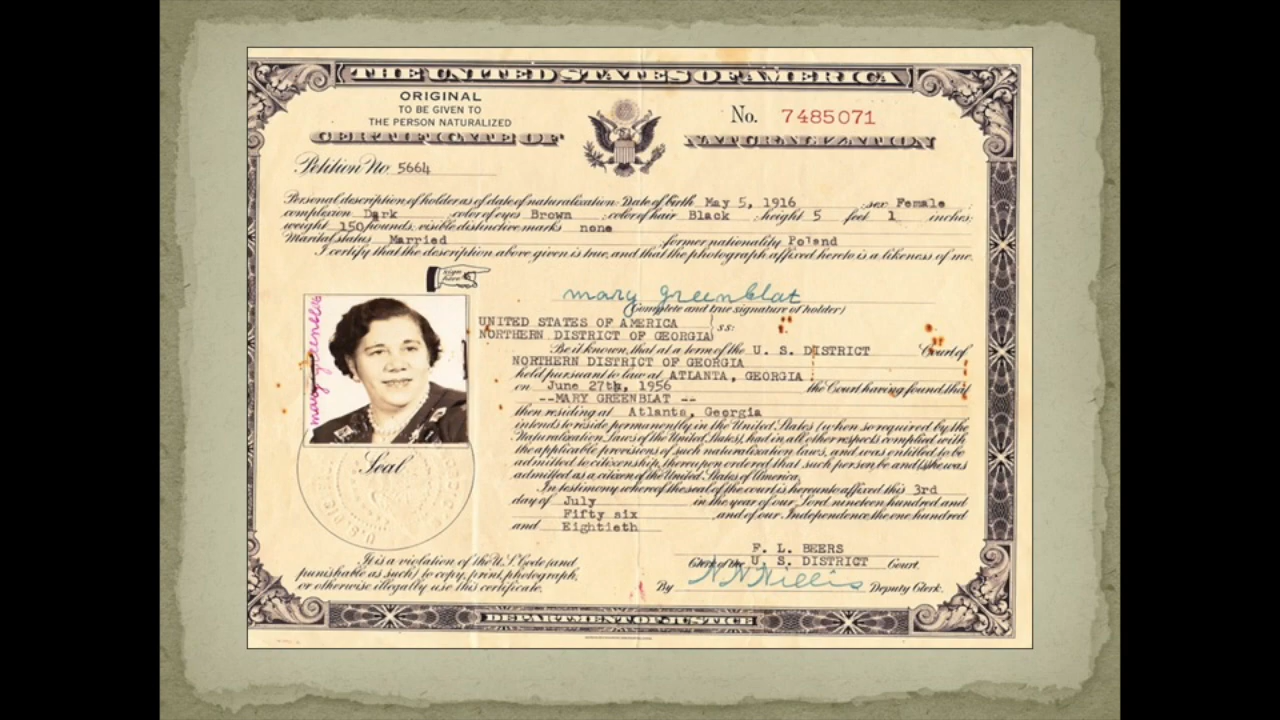 THE UNITED STATES OF AMERICA
ORIGINAL
TO BE GIVEN TO
THE PERSON NATURALIZED
No. 7485071
CERTIFICATE OF NATURALIZATION
Petition No. 5664
Personal description of holder as of date of naturalization: Date of birth May 5, 1916 ; sex Female
complexion Dark ; color of eyes Brown ; color of hair Black ; height 5 feet 1 inches;
weight 150 pounds; visible distinctive marks none
Marital status Married ; former nationality Poland
I certify that the description above given is true, and that the photograph affixed hereto is a likeness of me.
sign here
mary greenblat
(Complete and true signature of holder)
mary greenblat
UNITED STATES OF AMERICA
NORTHERN DISTRICT OF GEORGIA } ss:
Be it known, that at a term of the U. S. DISTRICT Court of
NORTHERN DISTRICT OF GEORGIA
held pursuant to law at ATLANTA, GEORGIA
on June 27th, 1956 the Court having found that
--MARY GREENBLAT --
then residing at Atlanta, Georgia
intends to reside permanently in the United States (when so required by the
Naturalization Laws of the United States), had in all other respects complied with
the applicable provisions of such naturalization laws, and was entitled to be
admitted to citizenship, thereupon ordered that such person be and (s)he was
admitted as a citizen of the United States of America.
In testimony whereof the seal of the court is hereunto affixed this 3rd
day of July in the year of our Lord nineteen hundred and
Fifty six and of our Independence the one hundred
and Eightieth
Seal
F. L. BEERS
Clerk of the U. S. DISTRICT Court.
By N N Willis Deputy Clerk.
It is a violation of the U.S. Code (and
punishable as such) to copy, print, photograph,
or otherwise illegally use this certificate.
DEPARTMENT OF JUSTICE